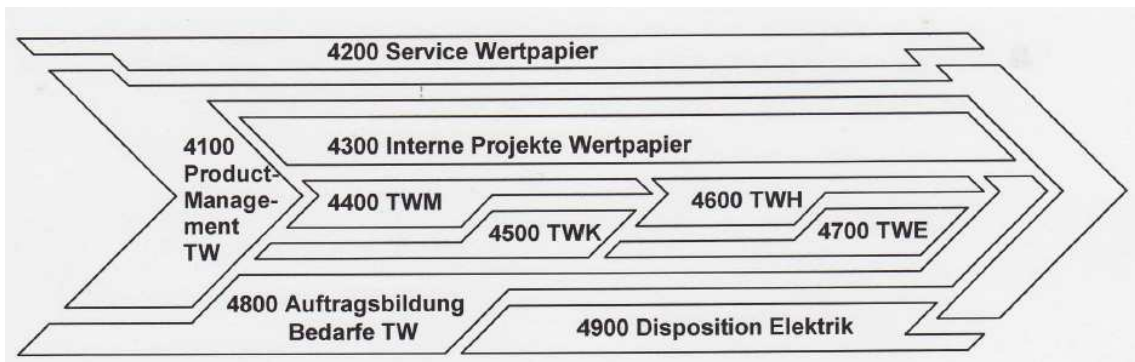 4200 Service Wertpapier
4100
Product-
Manage-
ment
TW
4300 Interne Projekte Wertpapier
4400 TWM
4600 TWH
4500 TWK
4700 TWE
4800 Auftragsbildung
Bedarfe TW
4900 Disposition Elektrik